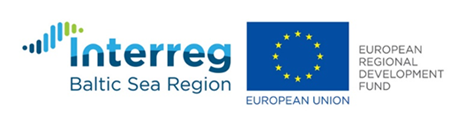 Interreg
Baltic Sea Region
EUROPEAN UNION
EUROPEAN
REGIONAL
DEVELOPMENT
FUND